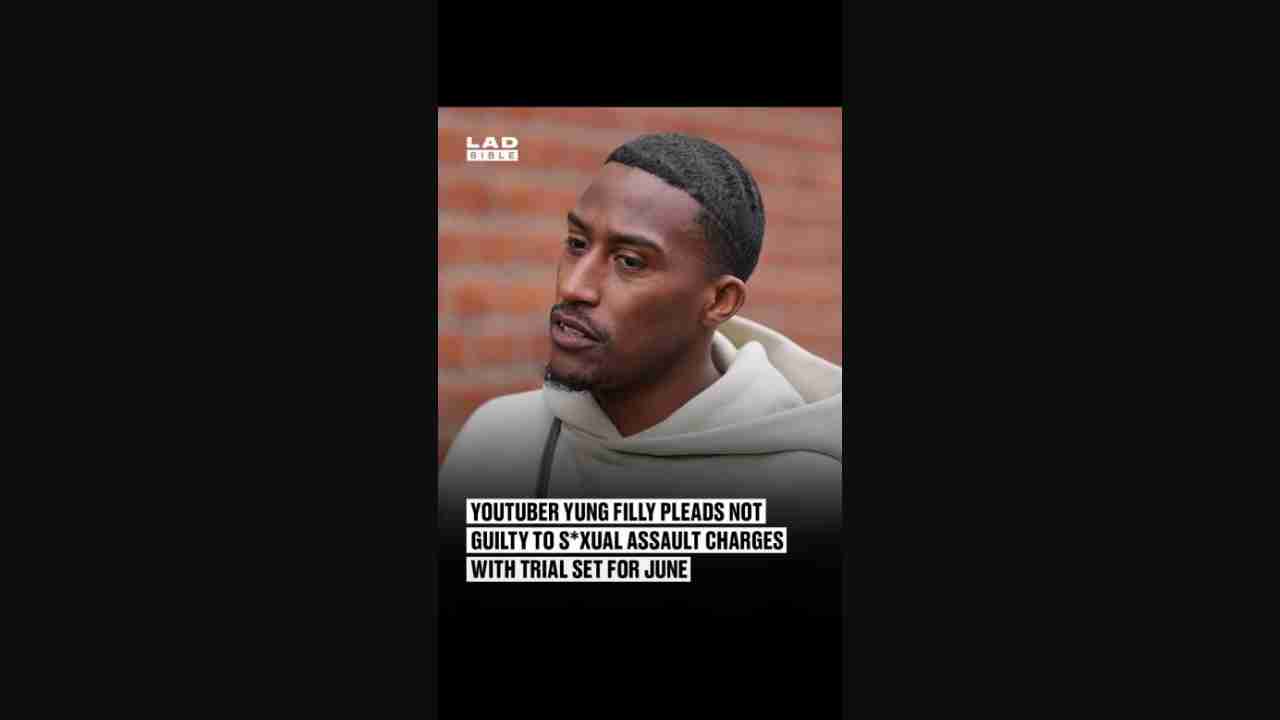 LAD
BIBLE
YOUTUBER YUNG FILLY PLEADS NOT
GUILTY TO S*XUAL ASSAULT CHARGES
WITH TRIAL SET FOR JUNE